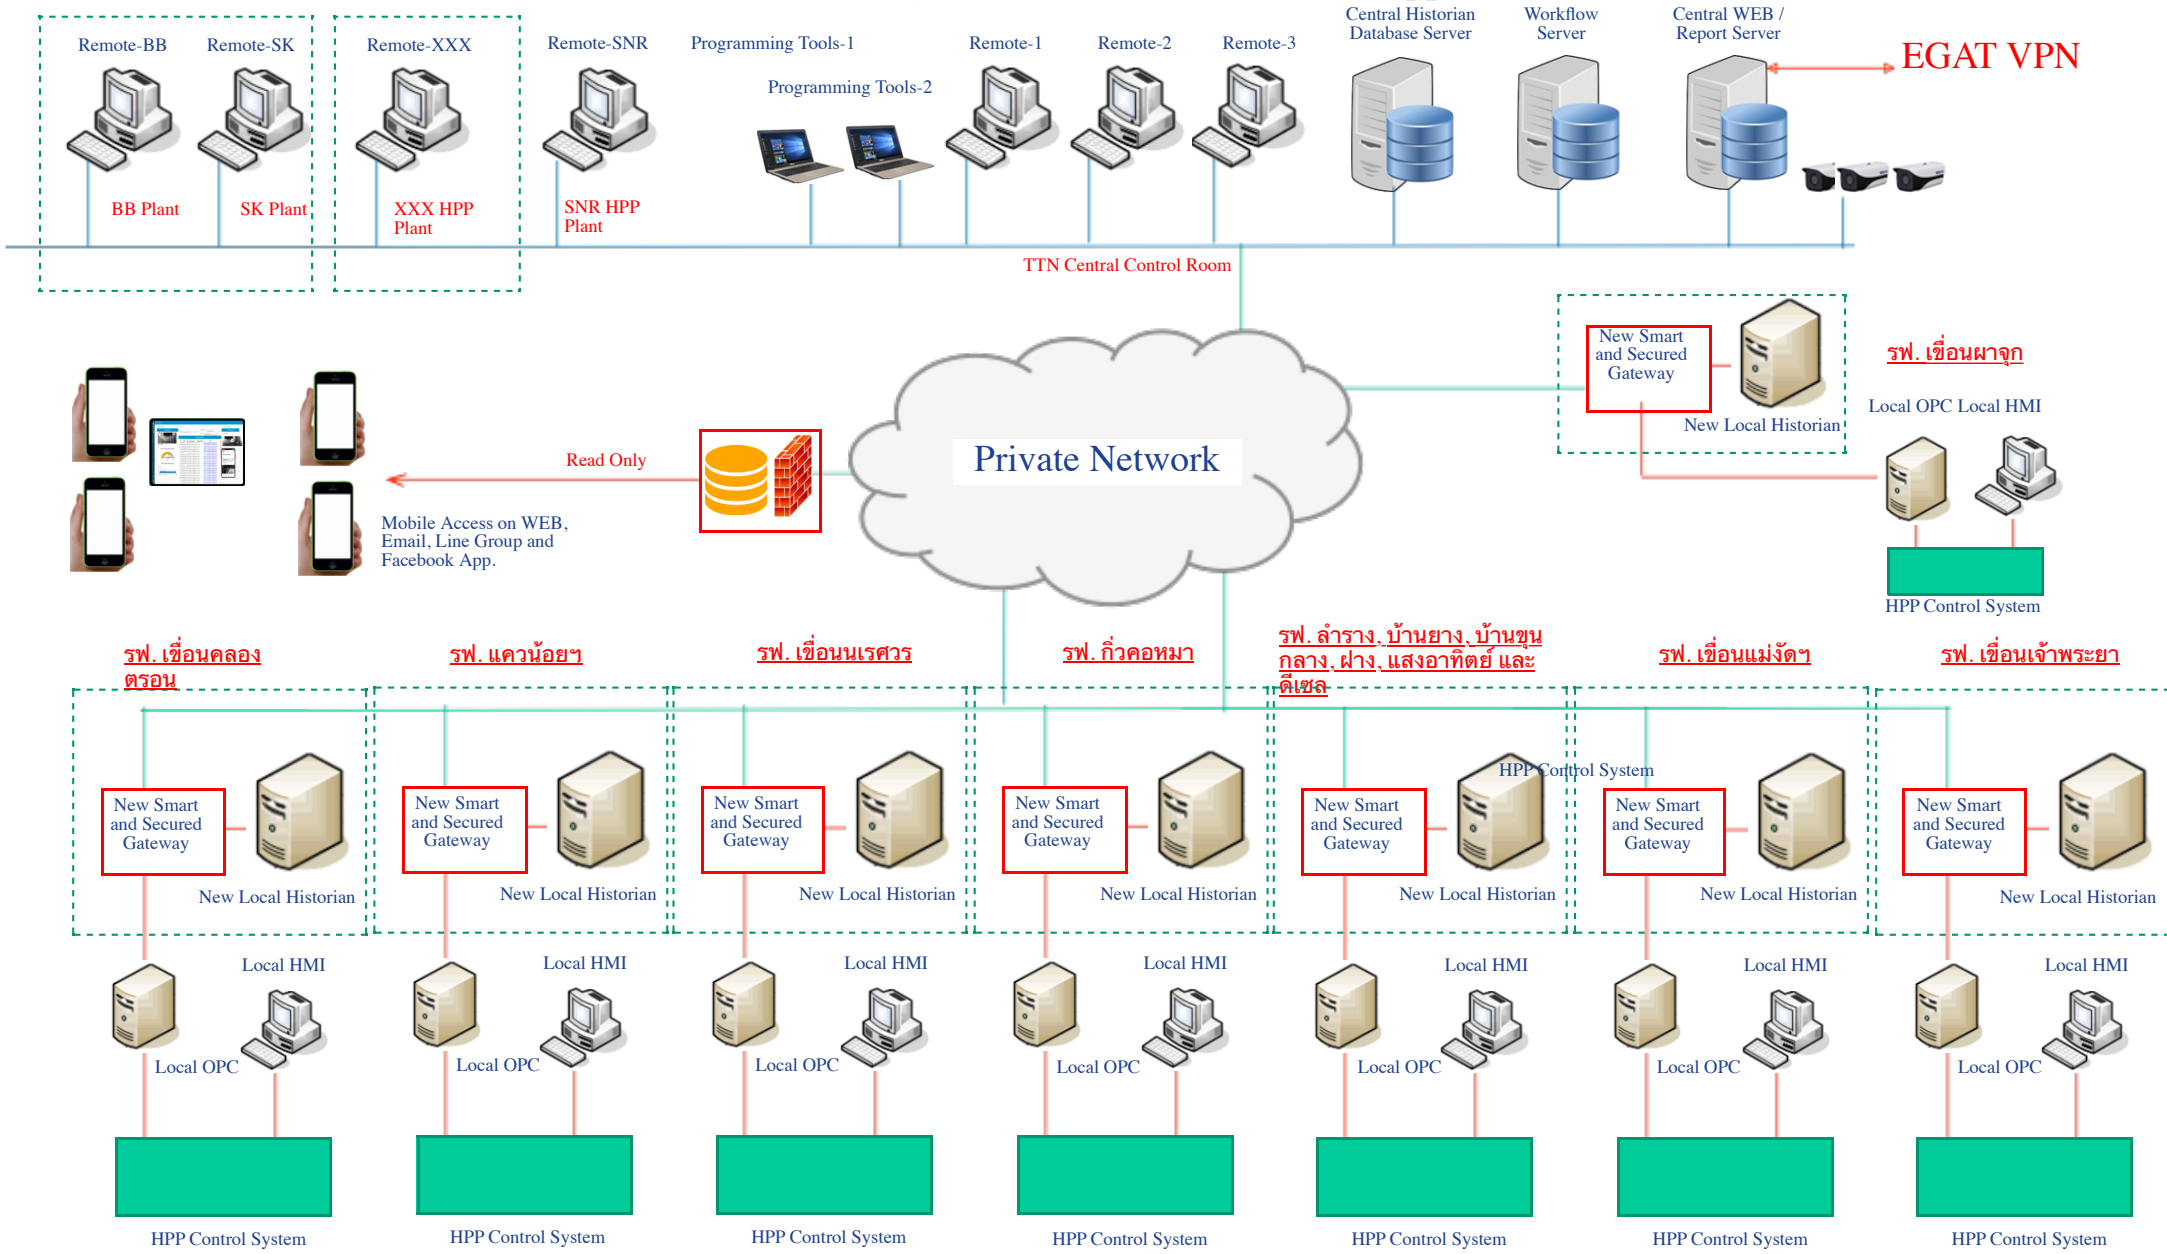 Remote-BB
Remote-SK
Remote-XXX
Remote-SNR
Programming Tools-1
Programming Tools-2
Remote-1
Remote-2
Remote-3
Central Historian
Database Server
Workflow
Server
Central WEB /
Report Server
EGAT VPN
BB Plant
SK Plant
XXX HPP
Plant
SNR HPP
Plant
TTN Central Control Room
New Smart
and Secured
Gateway
New Local Historian
รฟ. เขื่อนผาจุก
Local OPC
Local HMI
HPP Control System
Private Network
Read Only
Mobile Access on WEB,
Email, Line Group and
Facebook App.
รฟ. เขื่อนคลอง
ตรอน
รฟ. แควน้อยฯ
รฟ. เขื่อนนเรศวร
รฟ. กิ่วคอหมา
รฟ. ลำราง, บ้านยาง, บ้านขุน
กลาง, ฝาง, แสงอาทิตย์ และ
ดีเซล
รฟ. เขื่อนแม่งัดฯ
รฟ. เขื่อนเจ้าพระยา
HPP Control System
New Smart
and Secured
Gateway
New Local Historian
New Smart
and Secured
Gateway
New Local Historian
New Smart
and Secured
Gateway
New Local Historian
New Smart
and Secured
Gateway
New Local Historian
New Smart
and Secured
Gateway
New Local Historian
New Smart
and Secured
Gateway
New Local Historian
New Smart
and Secured
Gateway
New Local Historian
Local HMI
Local HMI
Local HMI
Local HMI
Local HMI
Local HMI
Local HMI
Local OPC
Local OPC
Local OPC
Local OPC
Local OPC
Local OPC
Local OPC
HPP Control System
HPP Control System
HPP Control System
HPP Control System
HPP Control System
HPP Control System
HPP Control System